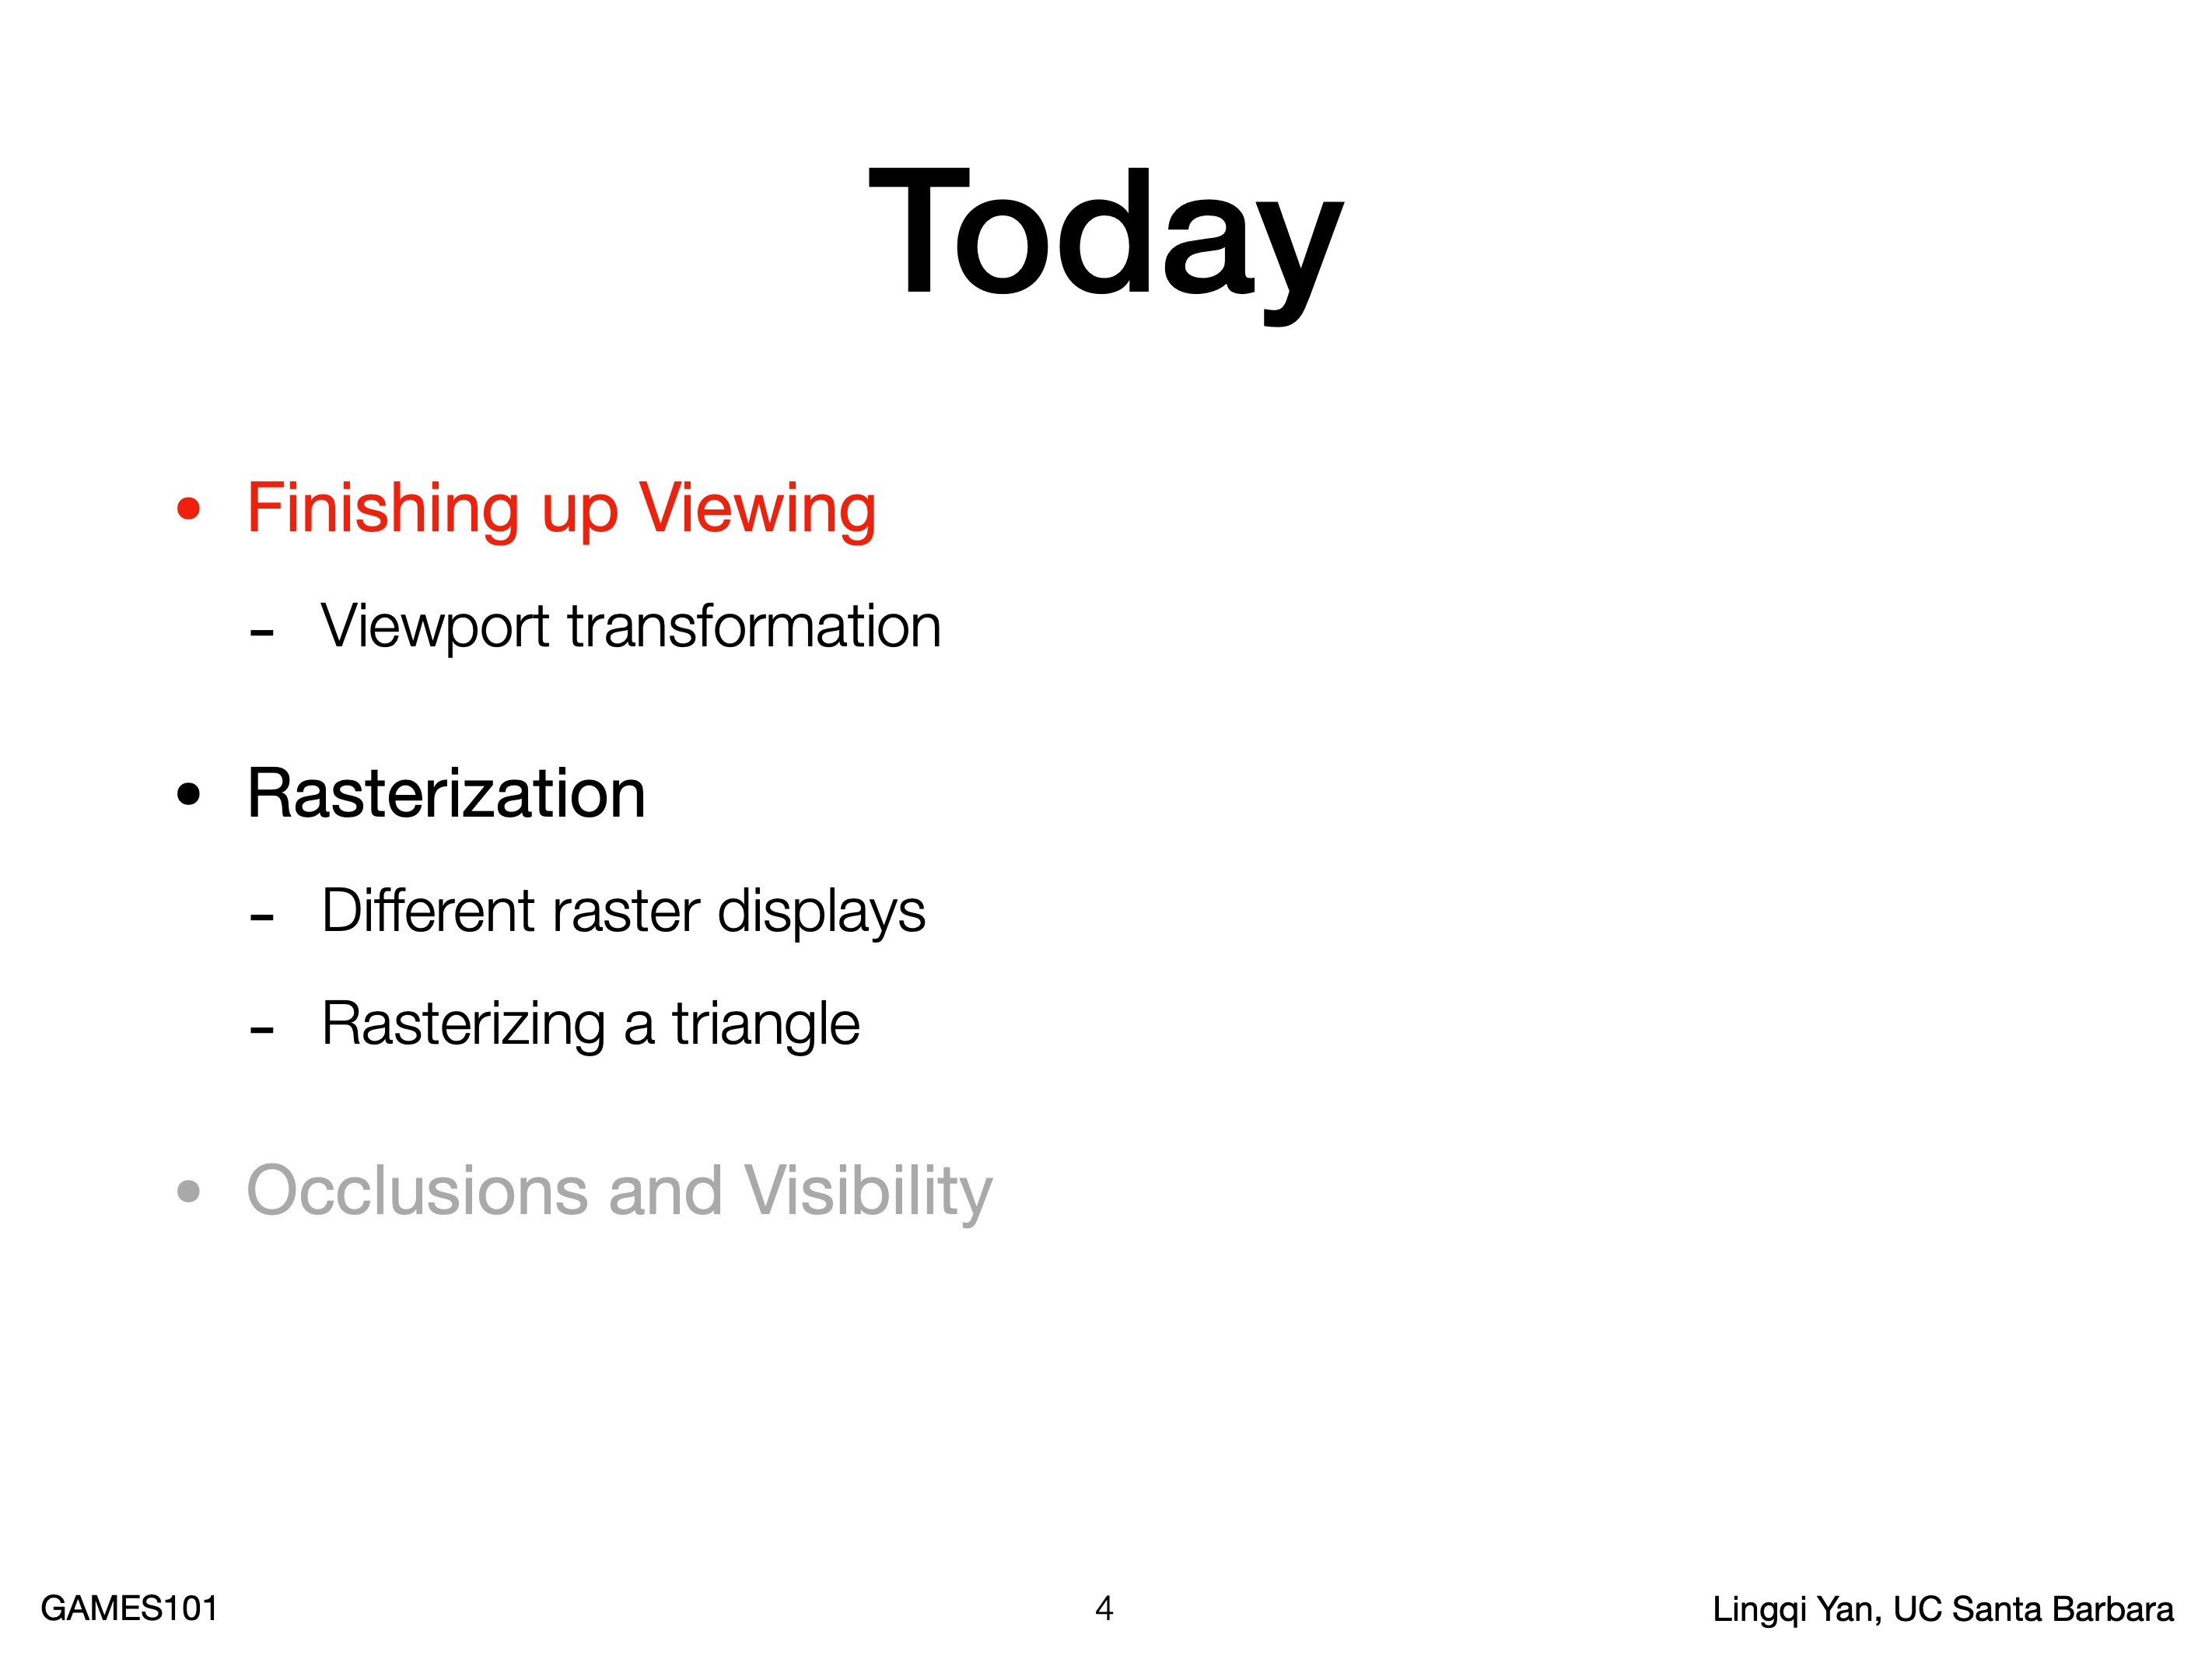 Today
• Finishing up Viewing
- Viewport transformation
• Rasterization
- Different raster displays
- Rasterizing a triangle
• Occlusions and Visibility
GAMES101
4
Lingqi Yan, UC Santa Barbara